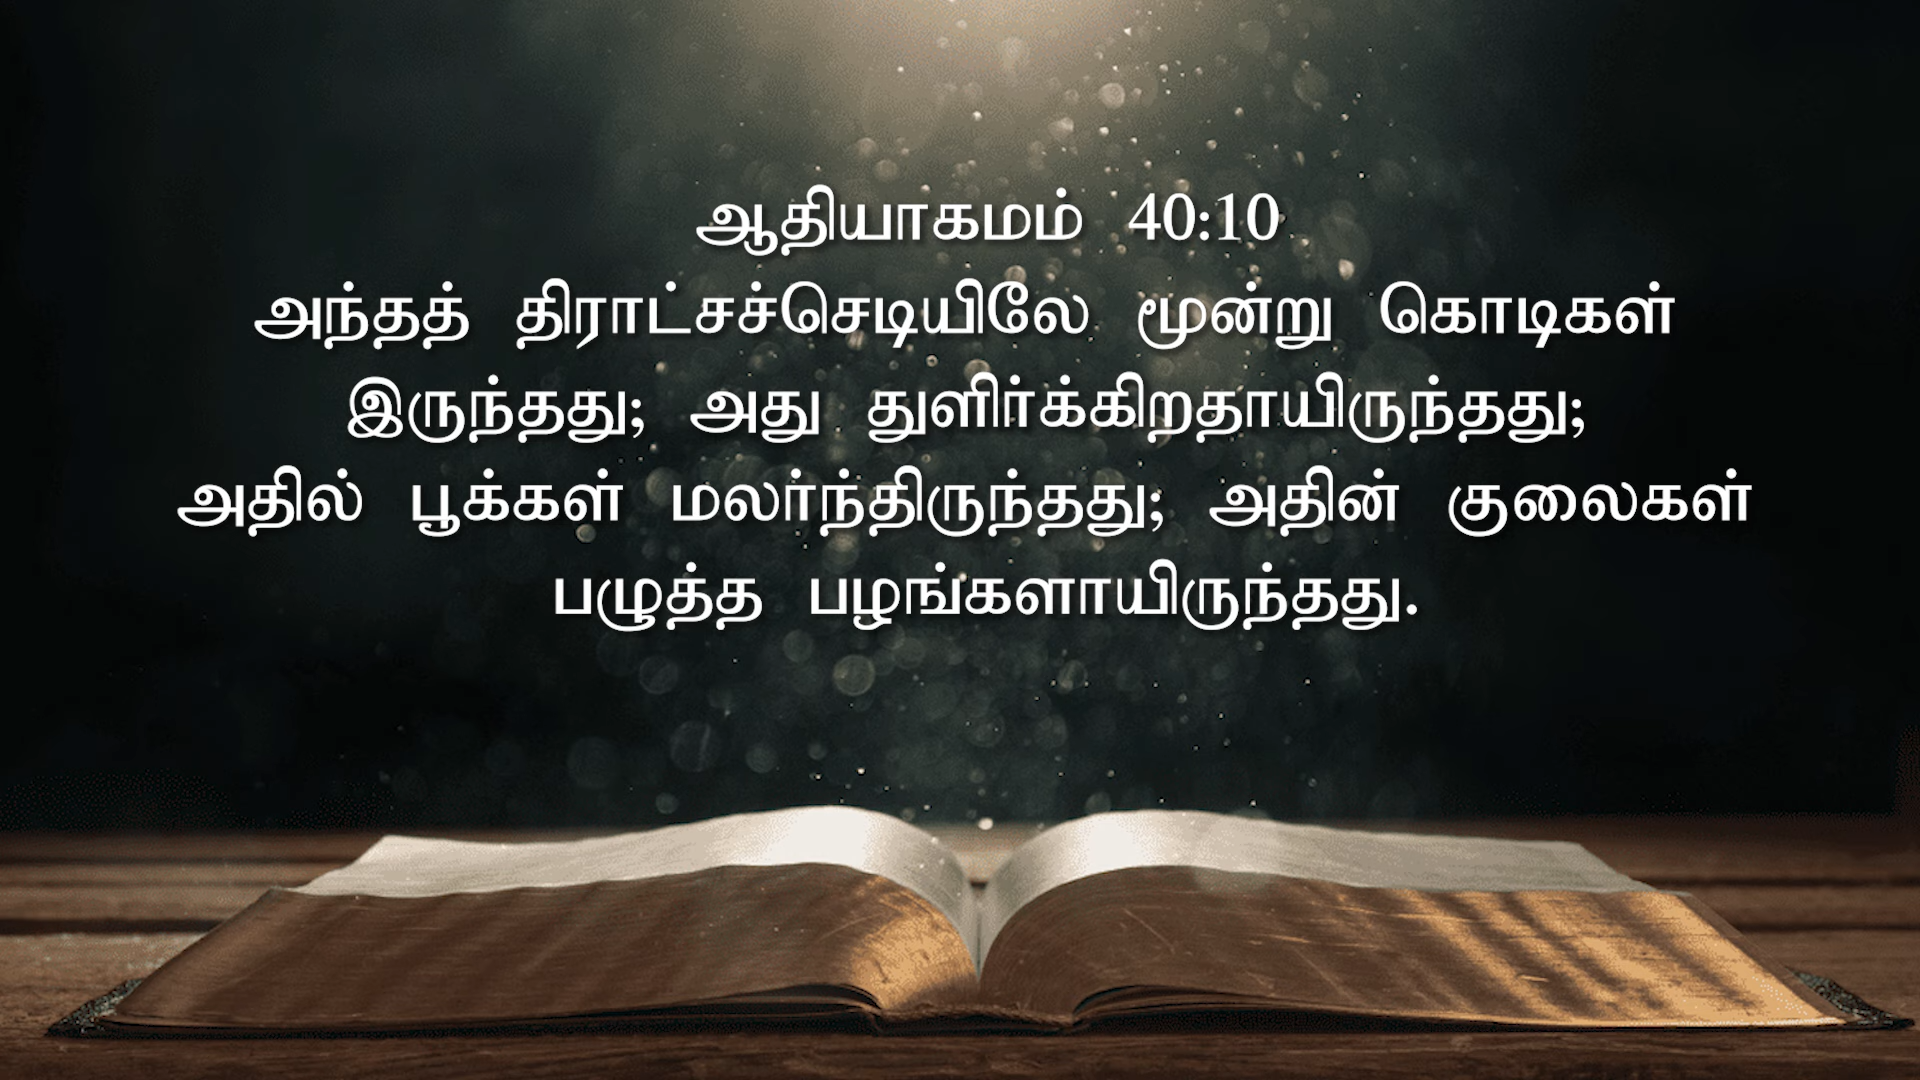 ஆதியாகமம் 40:10
அந்தத் திராட்சச்செடியிலே மூன்று கொடிகள்
இருந்தது; அது துளிர்க்கிறதாயிருந்தது;
அதில் பூக்கள் மலர்ந்திருந்தது; அதின் குலைகள்
பழுத்த பழங்களாயிருந்தது.